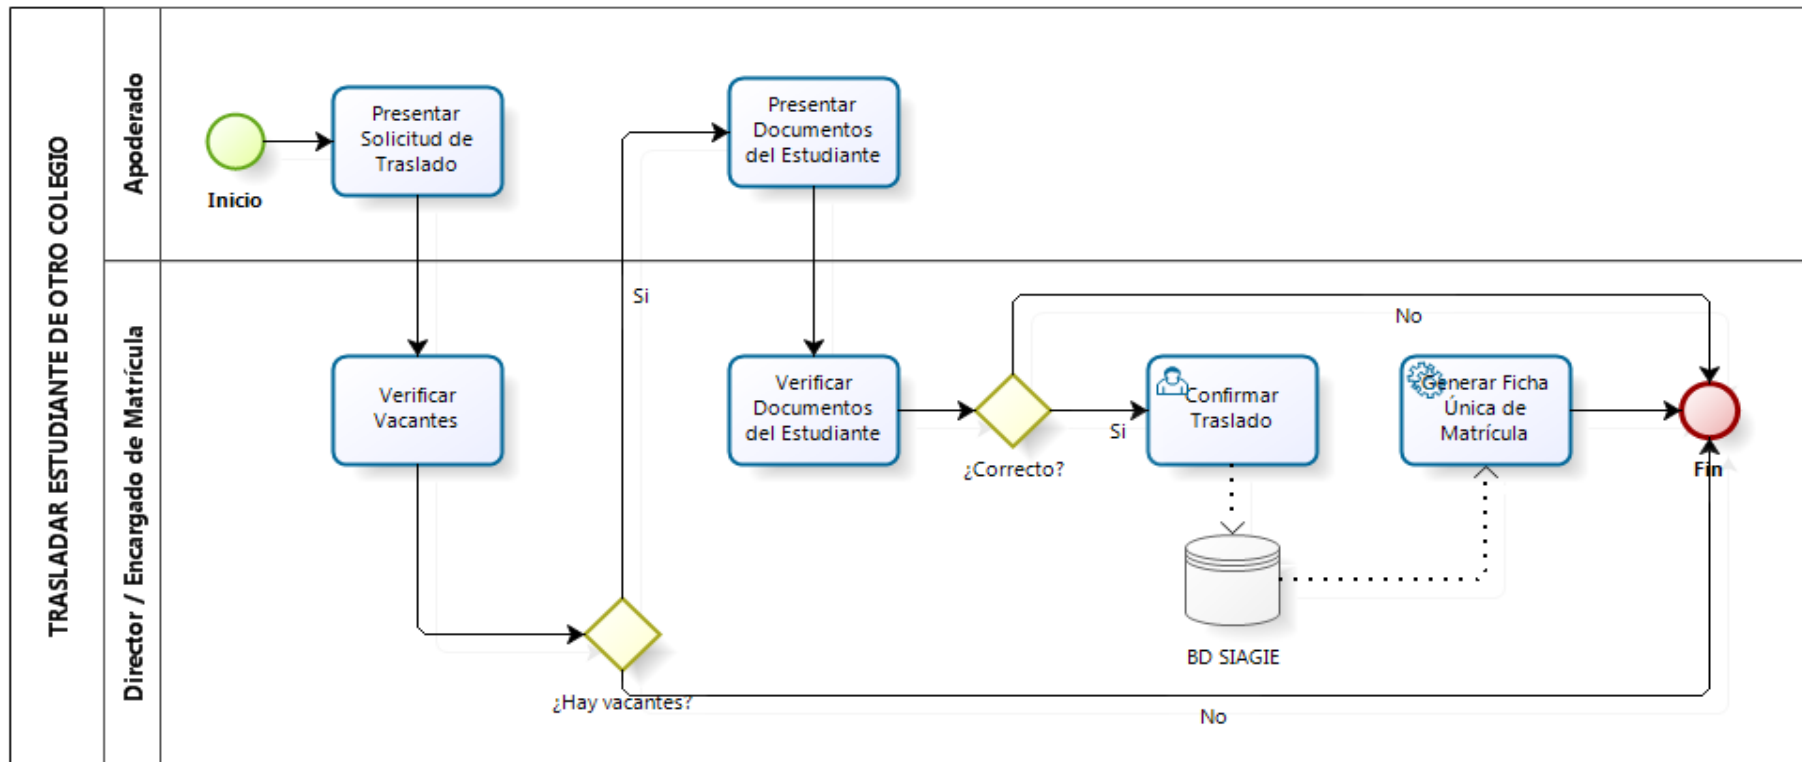 TRASLADAR ESTUDIANTE DE OTRO COLEGIO
Apoderado
Inicio
Presentar
Solicitud de
Traslado
Presentar
Documentos
del Estudiante
Director / Encargado de Matrícula
Verificar
Vacantes
¿Hay vacantes?
Si
No
Verificar
Documentos
del Estudiante
¿Correcto?
Si
No
Confirmar
Traslado
BD SIAGIE
Generar Ficha
Única de
Matrícula
Fin